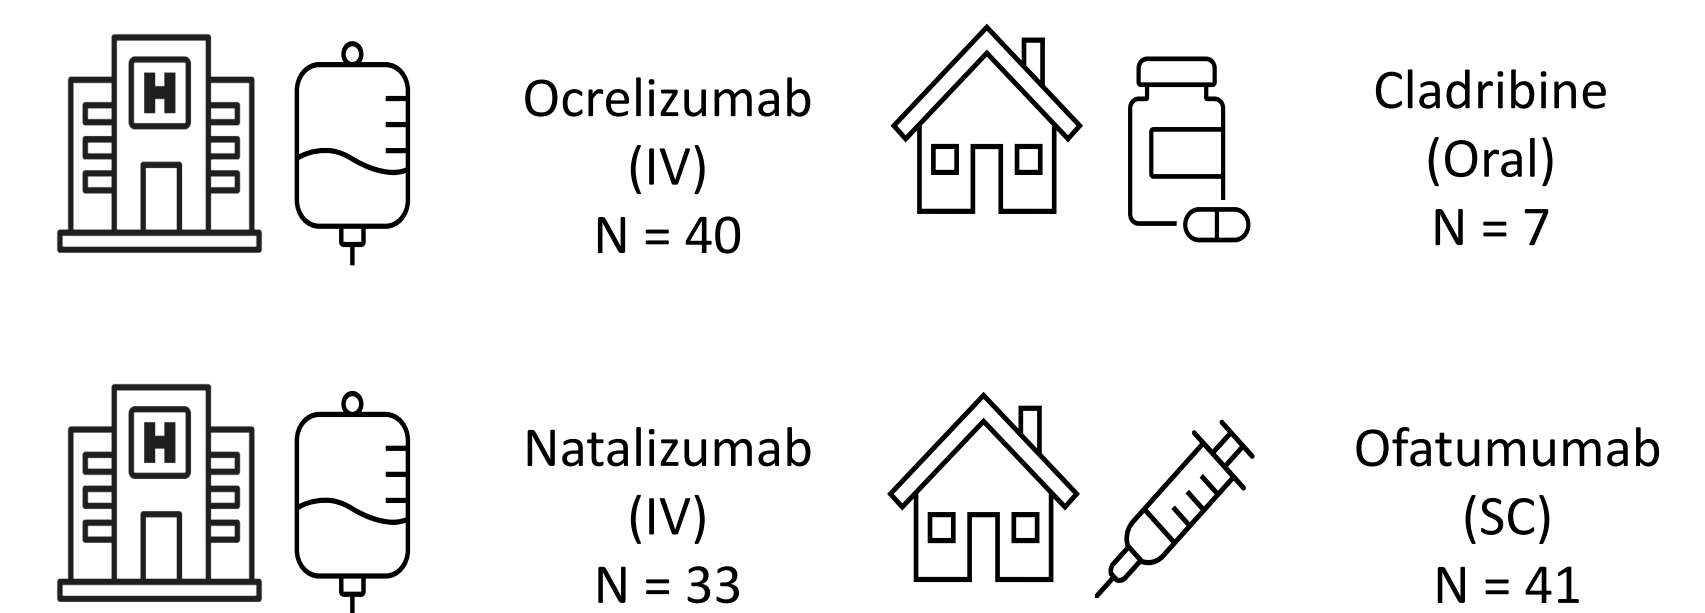 H
Ocrelizumab
(IV)
N = 40
Cladribine
(Oral)
N = 7
H
Natalizumab
(IV)
N = 33
Ofatumumab
(SC)
N = 41